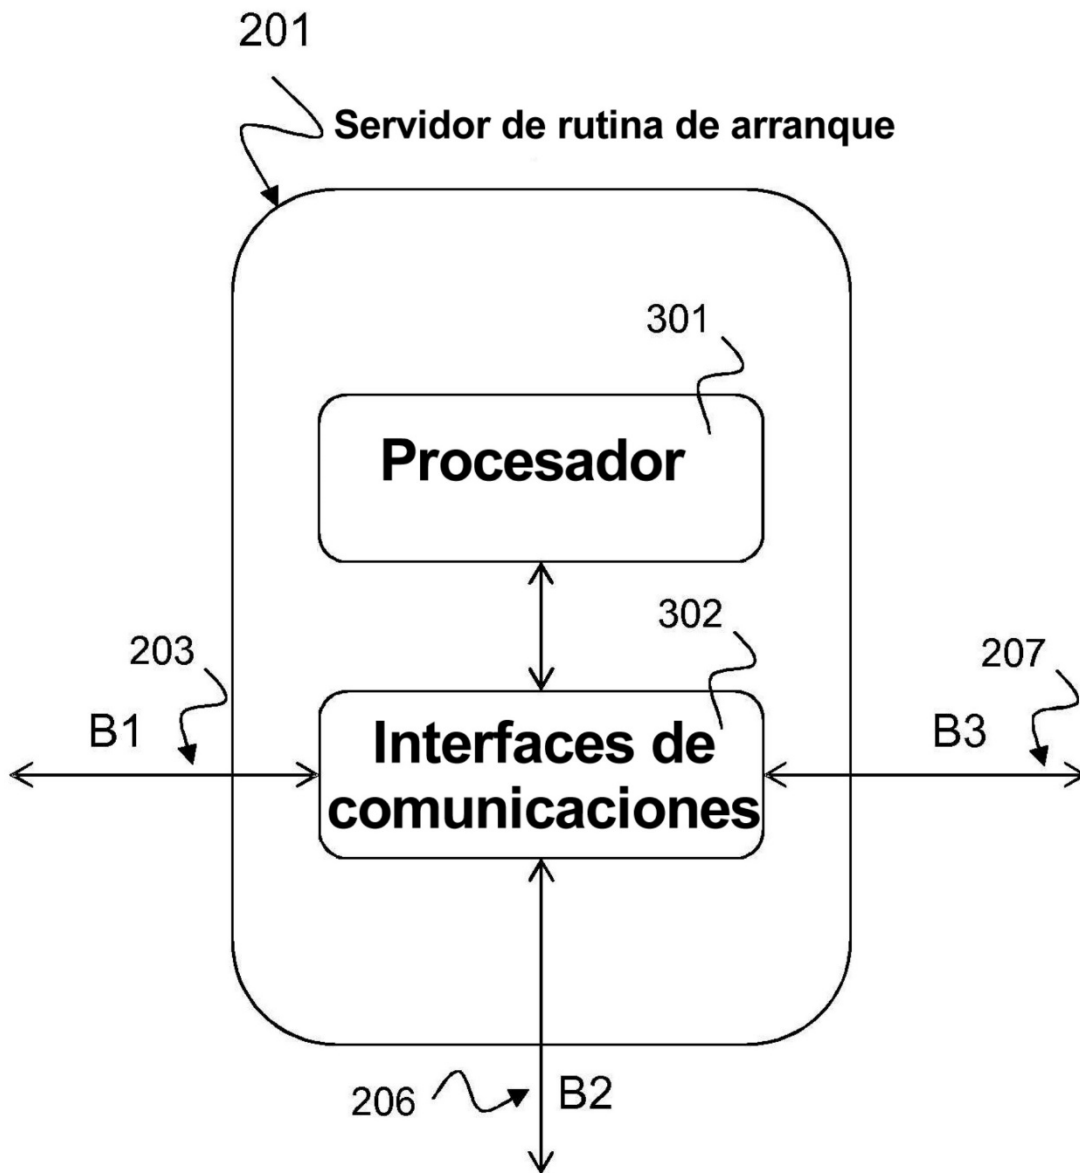 201
Servidor de rutina de arranque
301
Procesador
302
203
207
B1
B3
Interfaces de
comunicaciones
206
B2